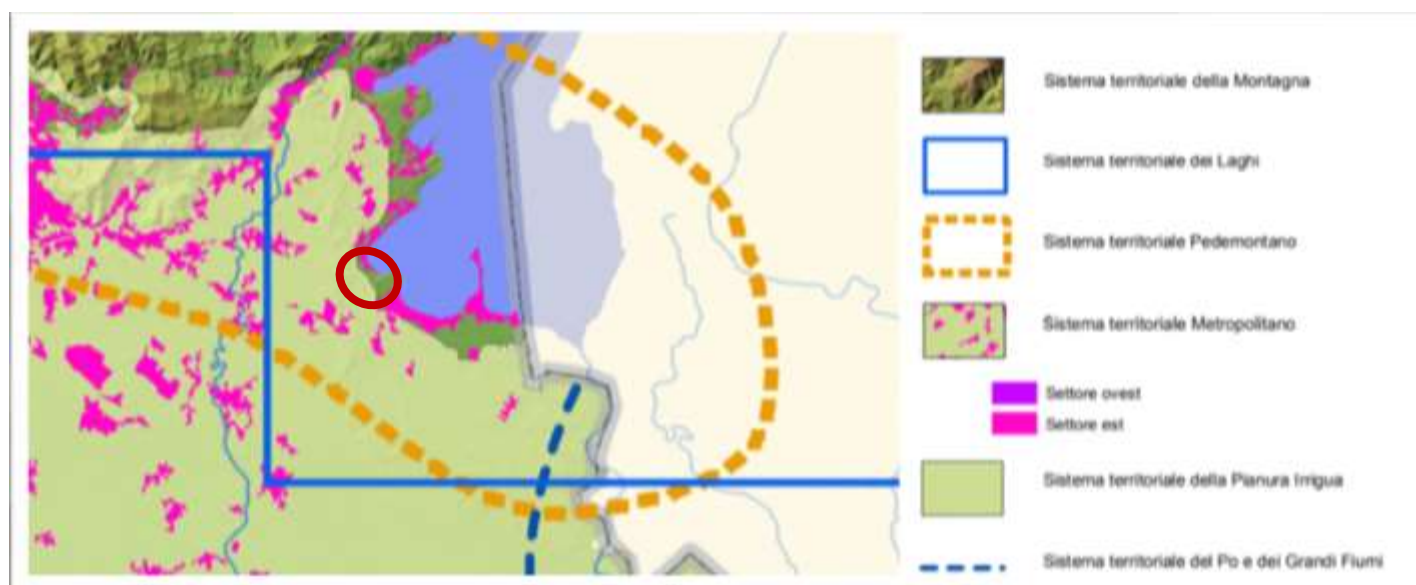 Sistema territoriale della Montagna
Sistema territoriale dei Laghi
Sistema territoriale Pedemontano
Sistema territoriale Metropolitano
Settore ovest
Settore est
Sistema territoriale della Pianura Irrigua
Sistema territoriale del Po e dei Grandi Fiumi